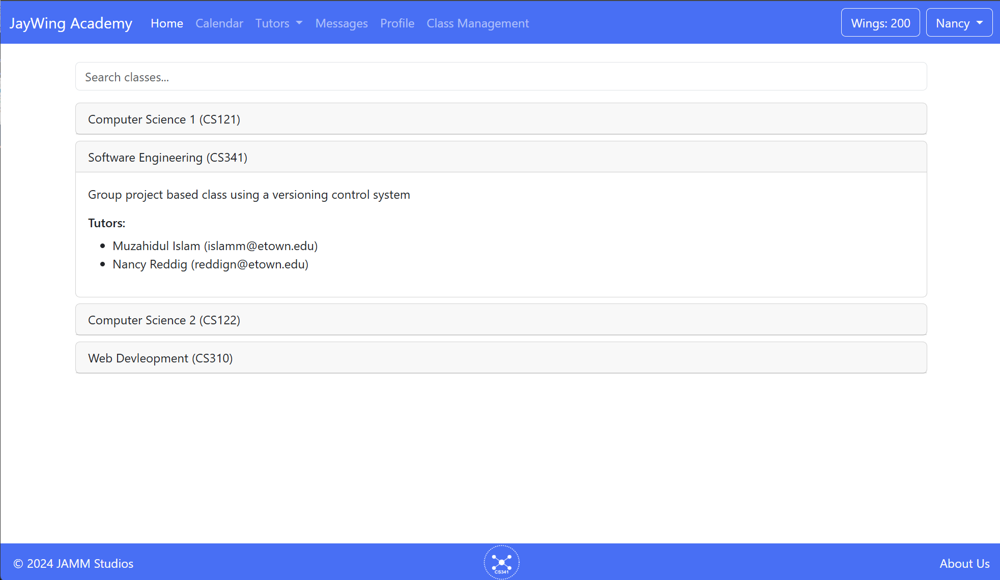 JayWing Academy Home Calendar Tutors Messages Profile Class Management Wings: 200 Nancy
Search classes...
Computer Science 1 (CS121)
Software Engineering (CS341)
Group project based class using a versioning control system
Tutors:
• Muzahidul Islam (islamm@etown.edu)
• Nancy Reddig (reddign@etown.edu)
Computer Science 2 (CS122)
Web Devleopment (CS310)
© 2024 JAMM Studios CS341 About Us